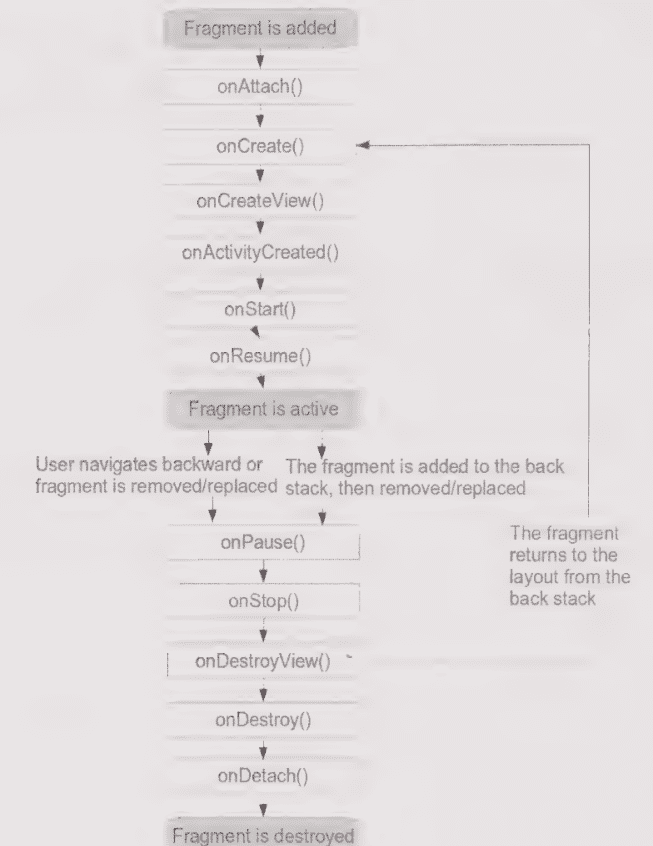 Fragment is added
onAttach()
onCreate()
onCreateView()
onActivityCreated()
onStart()
onResume()
Fragment is active
User navigates backward or
fragment is removed/replaced
The fragment is added to the back
stack, then removed/replaced
onPause()
The fragment
returns to the
layout from the
back stack
onStop()
onDestroyView()
onDestroy()
onDetach()
Fragment is destroyed